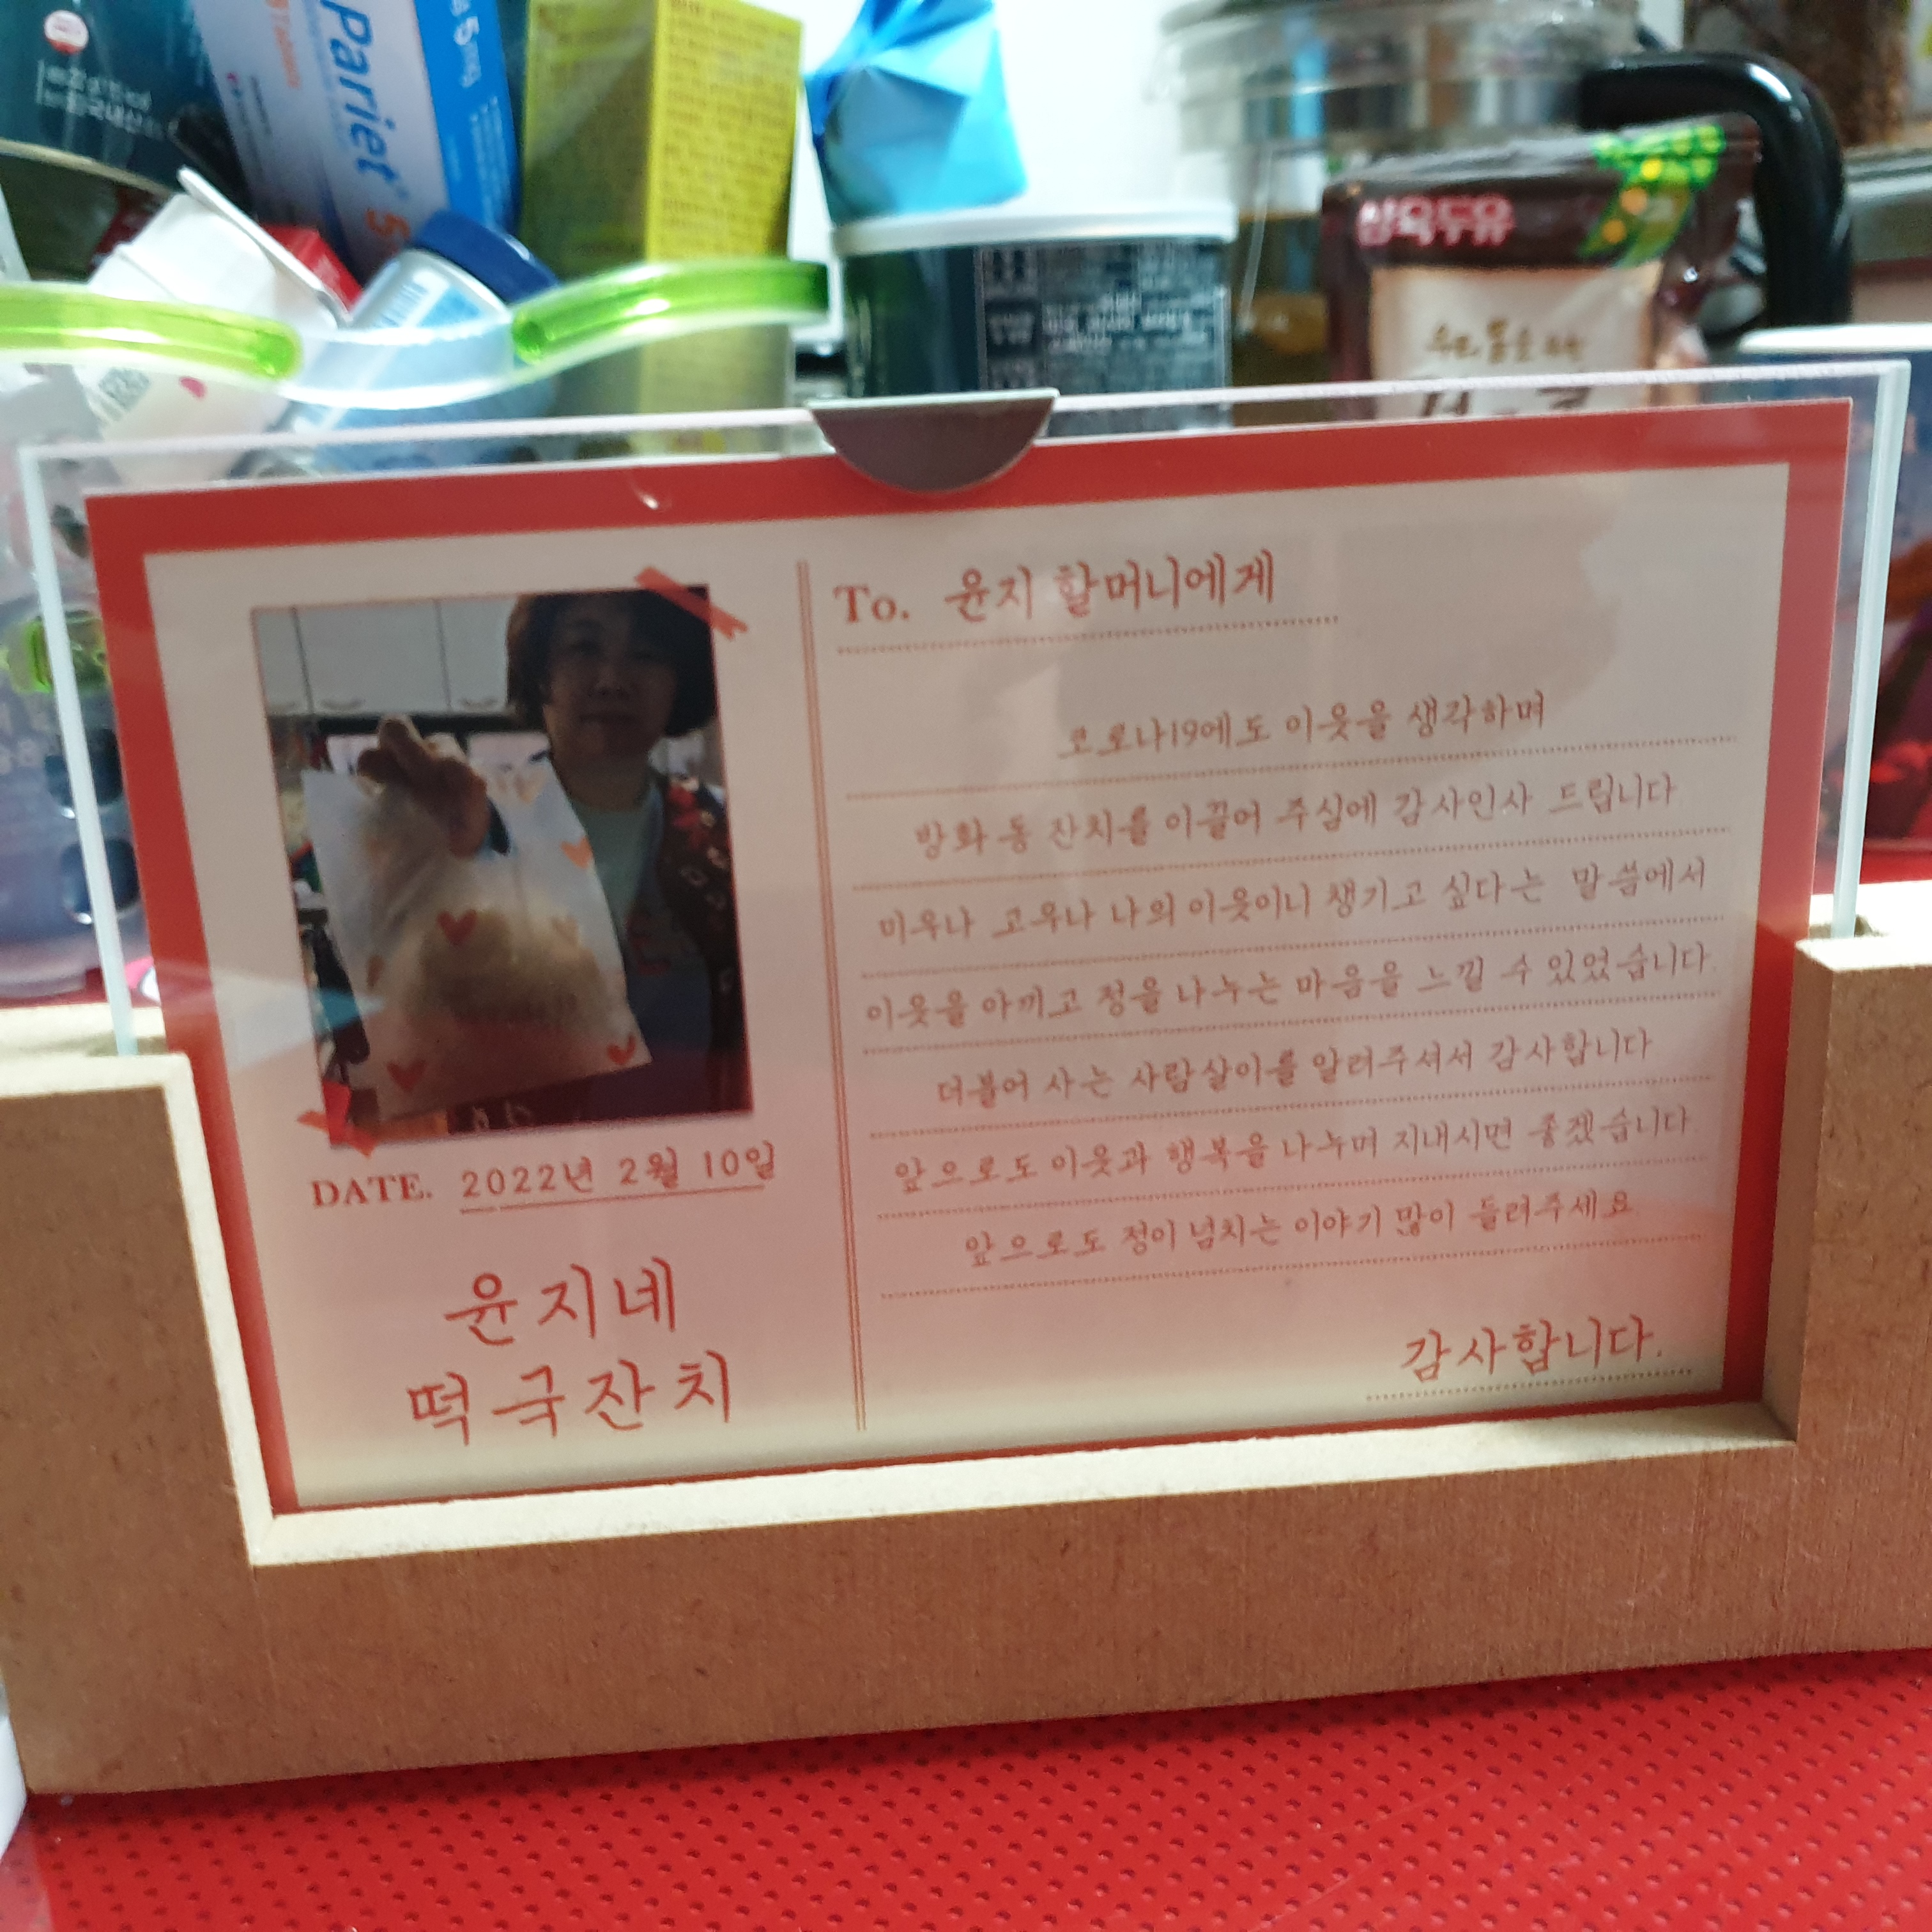 Pariet
삼육두유
To. 윤지 할머니에게
코로나19에도 이웃을 생각하며
방화동 잔치를 이끌어 주심에 감사인사 드립니다
미우나 고우나 나의 이웃이니 챙기고 싶다는 말씀에서
이웃을 아끼고 정을 나누는 마음을 느낄 수 있었습니다
더불어 사는 사람살이를 알려주셔서 감사합니다
앞으로도 이웃과 행복을 나누며 지내시면 좋겠습니다
앞으로도 정이 넘치는 이야기 많이 들려주세요
감사합니다.
DATE. 2022년 2월 10일
윤지네
떡국잔치